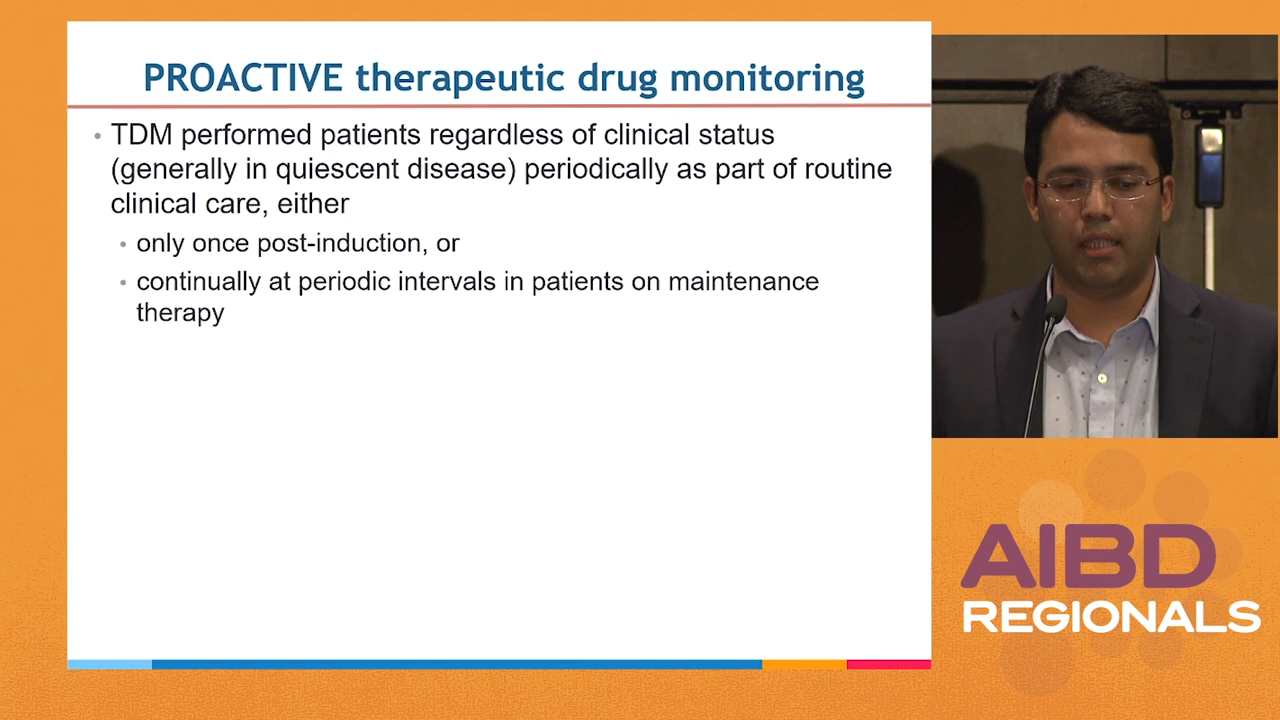 PROACTIVE therapeutic drug monitoring
• TDM performed patients regardless of clinical status
(generally in quiescent disease) periodically as part of routine
clinical care, either
• only once post-induction, or
• continually at periodic intervals in patients on maintenance
therapy
AIBD
REGIONALS